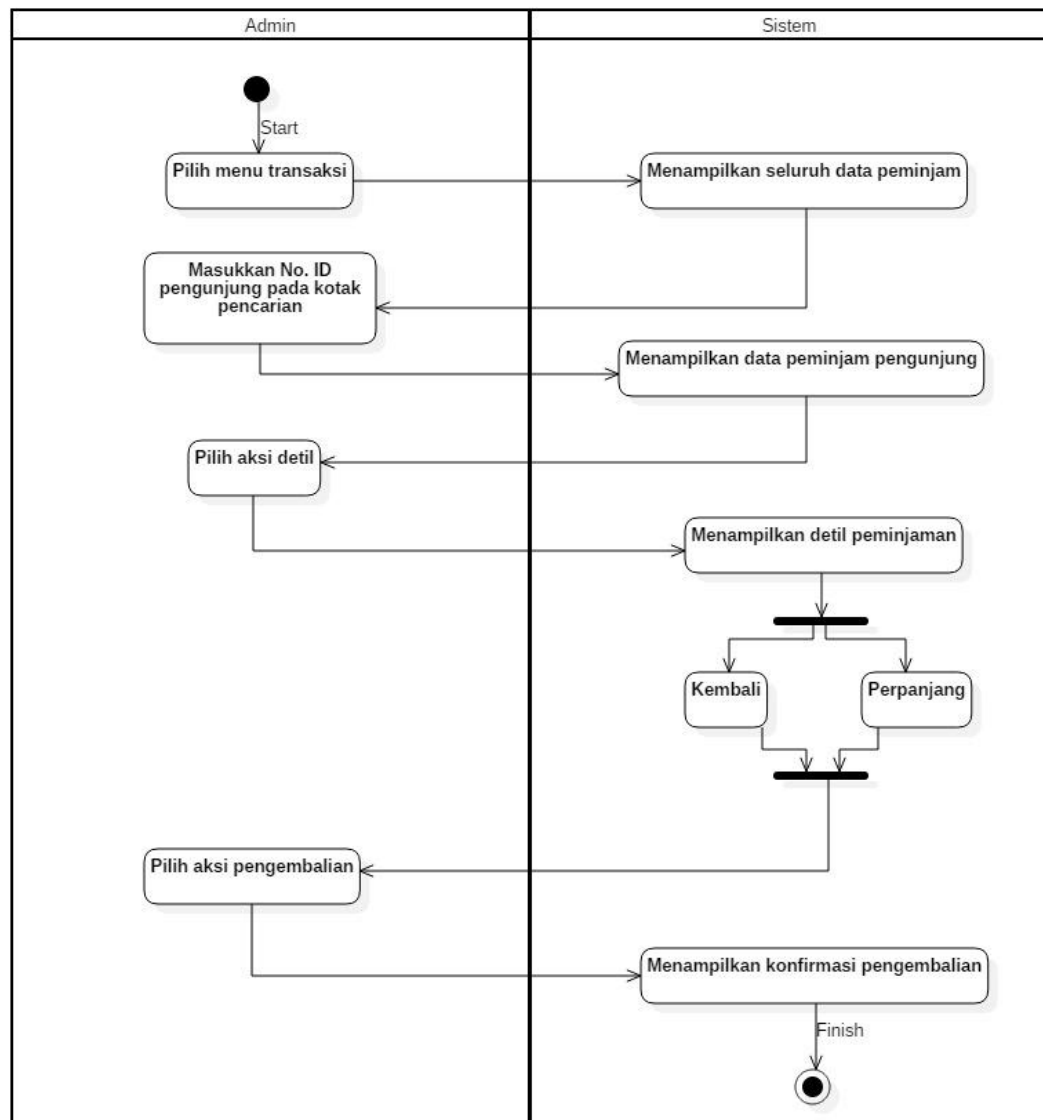 Admin
Sistem
Start
Pilih menu transaksi
Menampilkan seluruh data peminjam
Masukkan No. ID
pengunjung pada kotak
pencarian
Menampilkan data peminjam pengunjung
Pilih aksi detil
Menampilkan detil peminjaman
Kembali
Perpanjang
Pilih aksi pengembalian
Menampilkan konfirmasi pengembalian
Finish